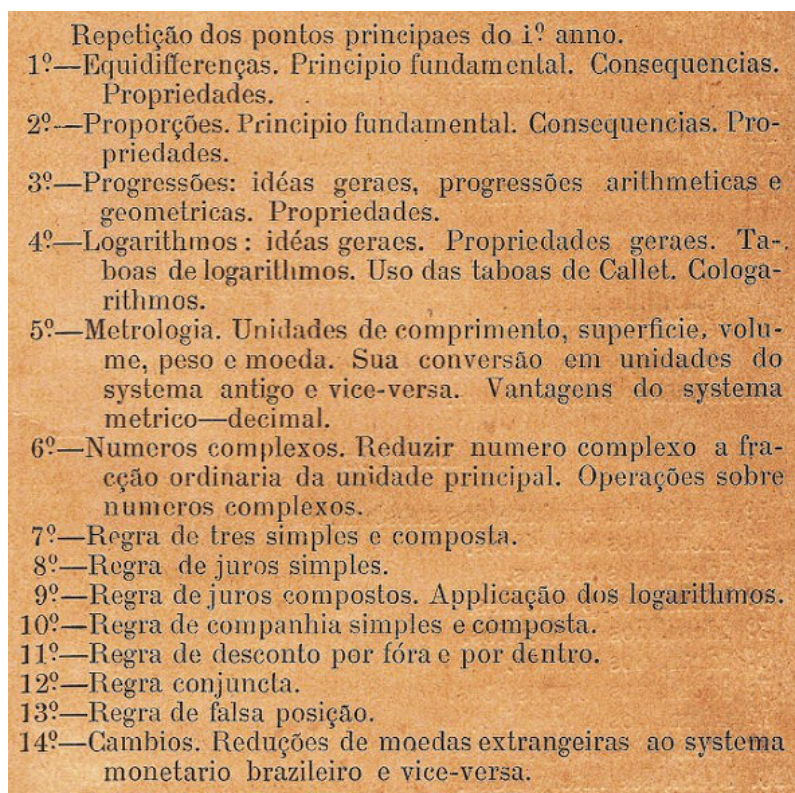 Repetição dos pontos principaes do 1º anno.
1º—Equidifferenças. Principio fundamental. Consequencias.
Propriedades.
2º—Proporções. Principio fundamental. Consequencias. Pro-
priedades.
3º—Progressões: idéas geraes, progressões arithmeticas e
geometricas. Propriedades.
4º—Logarithmos: idéas geraes. Propriedades geraes. Ta-
boas de logarithmos. Uso das taboas de Callet. Cologa-
rithmos.
5º—Metrologia. Unidades de comprimento, superficie, volu-
me, peso e moeda. Sua conversão em unidades do
systema antigo e vice-versa. Vantagens do systema
metrico—decimal.
6º—Numeros complexos. Reduzir numero complexo a fra-
cção ordinaria da unidade principal. Operações sobre
numeros complexos.
7º—Regra de tres simples e composta.
8º—Regra de juros simples.
9º—Regra de juros compostos. Applicação dos logarithmos.
10º—Regra de companhia simples e composta.
11º—Regra de desconto por fóra e por dentro.
12º—Regra conjuncta.
13º—Regra de falsa posição.
14º—Cambios. Reduções de moedas extrangeiras ao systema
monetario brazileiro e vice-versa.